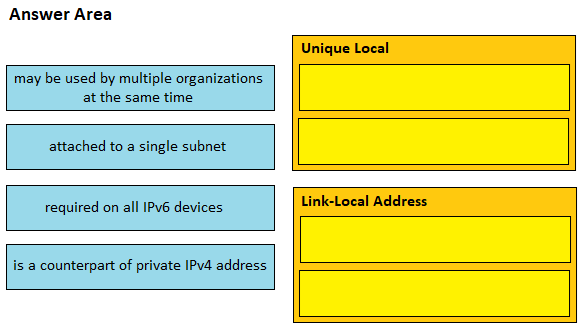 Answer Area
may be used by multiple organizations
at the same time
attached to a single subnet
required on all IPv6 devices
is a counterpart of private IPv4 address
Unique Local
Link-Local Address